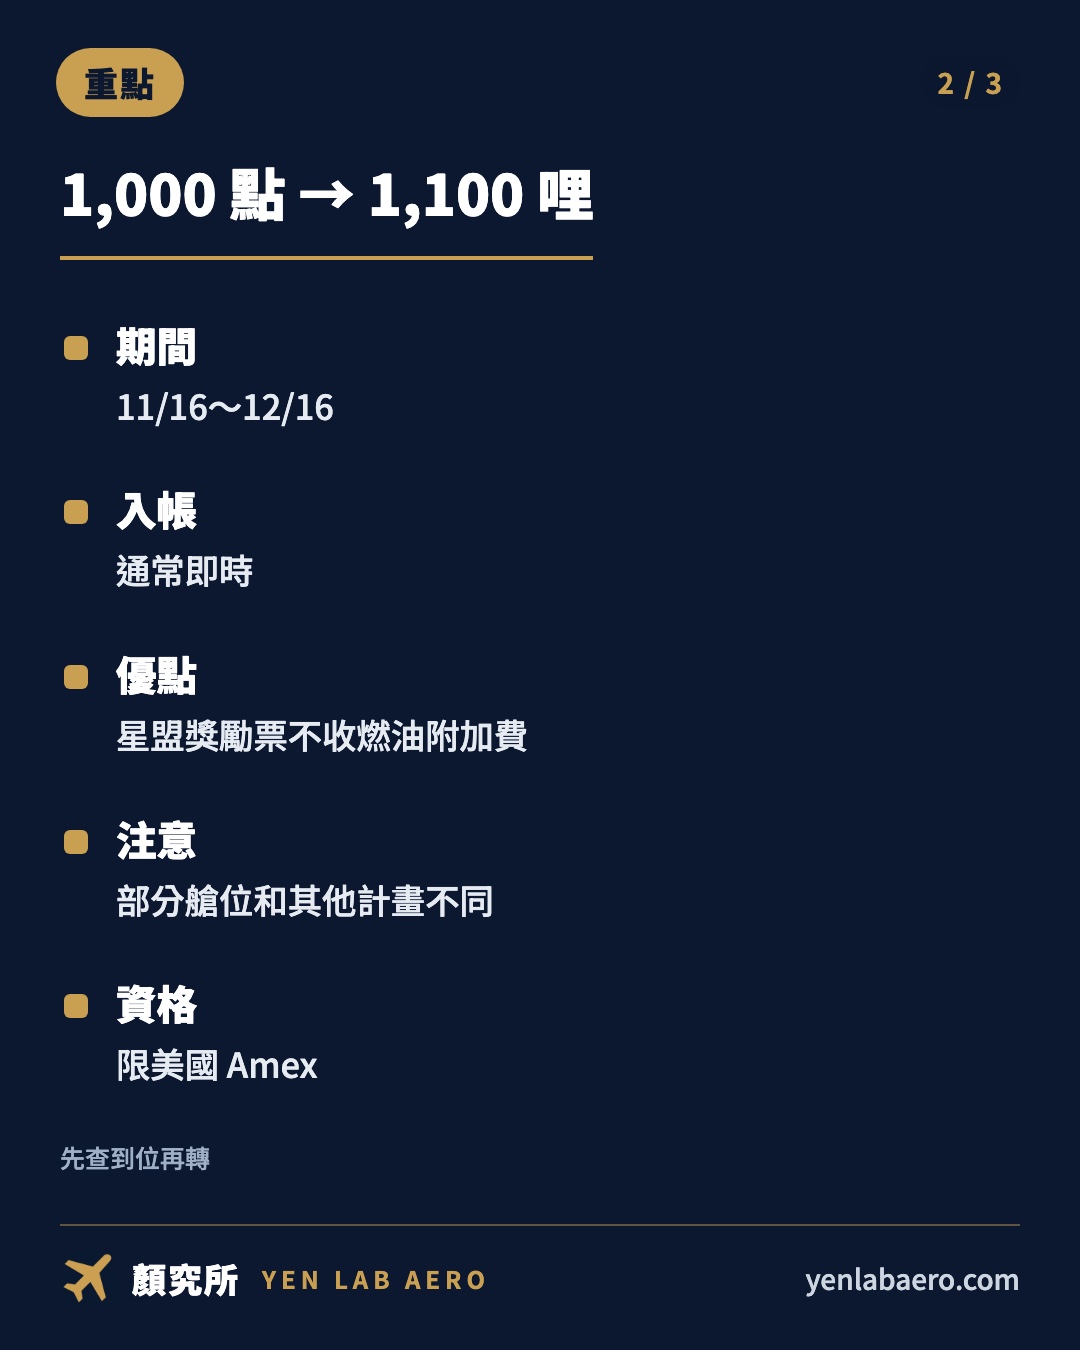 重點
2 / 3
1,000 點 → 1,100 哩
期間
11/16～12/16
入帳
通常即時
優點
星盟獎勵票不收燃油附加費
注意
部分艙位和其他計畫不同
資格
限美國 Amex
先查到位再轉
顏究所 YEN LAB AERO
yenlabaero.com